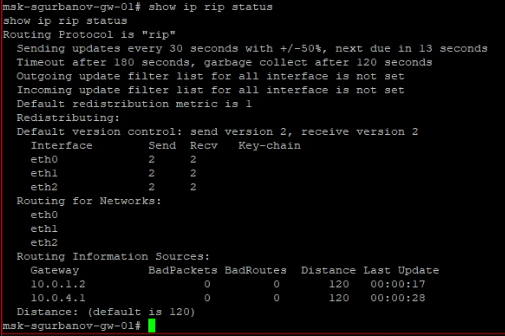 msk-sgurbanov-gw-01# show ip rip status
show ip rip status
Routing Protocol is "rip"
  Sending updates every 30 seconds with +/-50%, next due in 13 seconds
  Timeout after 180 seconds, garbage collect after 120 seconds
  Outgoing update filter list for all interface is not set
  Incoming update filter list for all interface is not set
  Default redistribution metric is 1
  Redistributing:
  Default version control: send version 2, receive version 2
    Interface        Send  Recv   Key-chain
    eth0             2     2
    eth1             2     2
    eth2             2     2
  Routing for Networks:
    eth0
    eth1
    eth2
  Routing Information Sources:
    Gateway          BadPackets BadRoutes  Distance Last Update
    10.0.1.2                  0         0       120   00:00:17
    10.0.4.1                  0         0       120   00:00:28
  Distance: (default is 120)
msk-sgurbanov-gw-01#